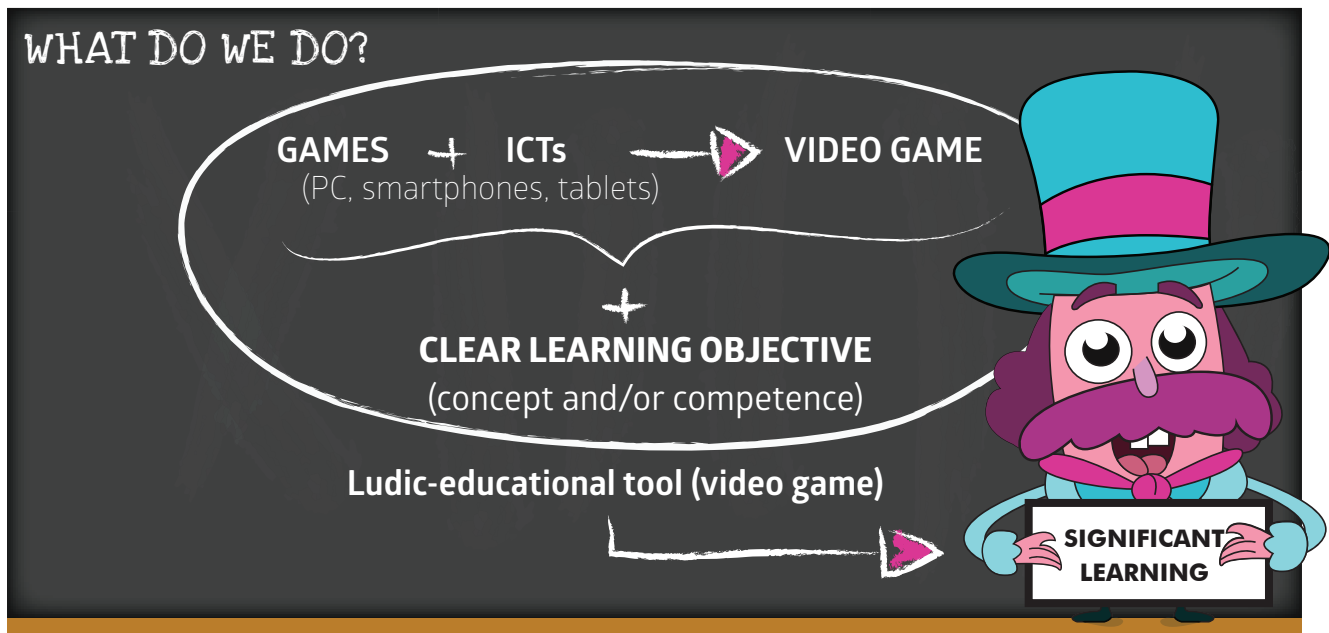 WHAT DO WE DO?
GAMES + ICTs VIDEO GAME
(PC, smartphones, tablets)
+
CLEAR LEARNING OBJECTIVE
(concept and/or competence)
Ludic-educational tool (video game)
SIGNIFICANT
LEARNING